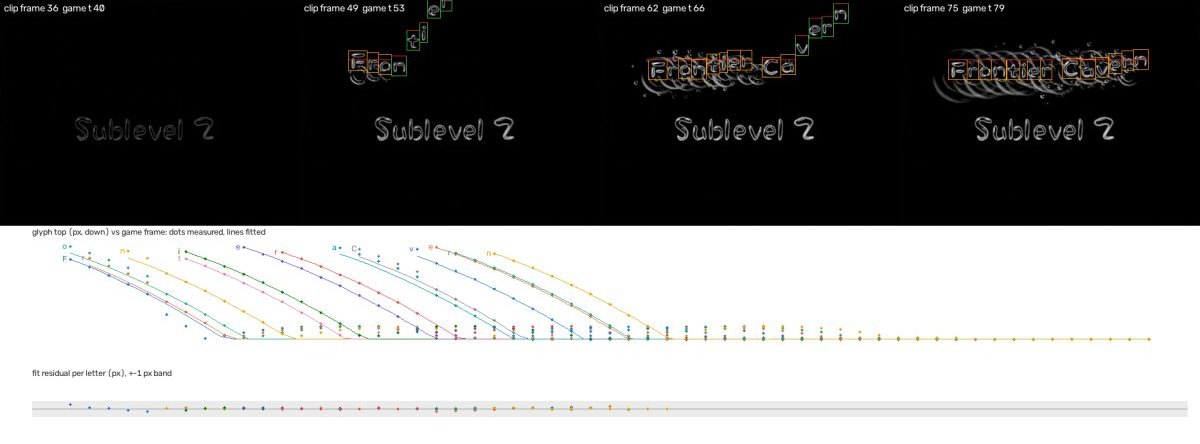 clip frame 36 game t 40
clip frame 49 game t 53
clip frame 62 game t 66
clip frame 75 game t 79
e r
t i
v e r n
F r o n
Frontier Ca
Frontier Cavern
Sublevel 2
Sublevel 2
Sublevel 2
Sublevel 2
glyph top (px, down) vs game frame: dots measured, lines fitted
o F r n i t e r a C v e r n
fit residual per letter (px), +-1 px band